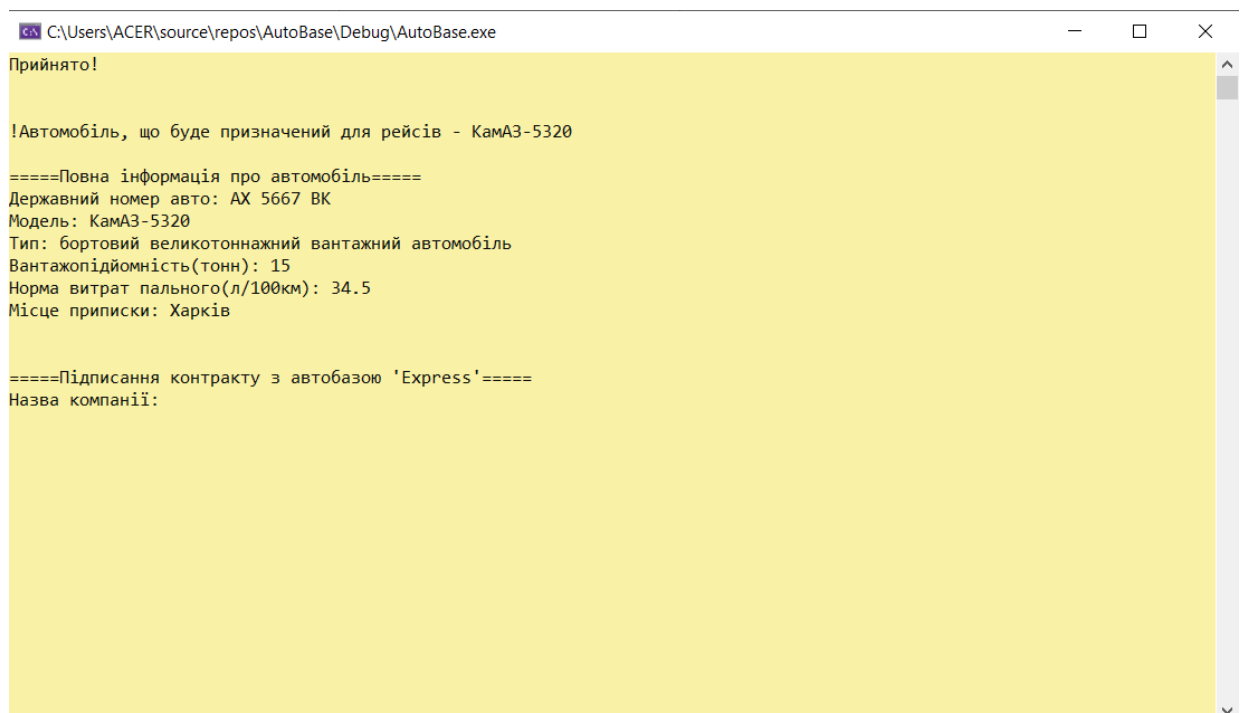 C:\Users\ACER\source\repos\AutoBase\Debug\AutoBase.exe
Прийнято!
!Автомобіль, що буде призначений для рейсів - КамАЗ-5320
=====Повна інформація про автомобіль=====
Державний номер авто: АХ 5667 ВК
Модель: КамАЗ-5320
Тип: бортовий великотоннажний вантажний автомобіль
Вантажопідйомність(тонн): 15
Норма витрат пального(л/100км): 34.5
Місце приписки: Харків
=====Підписання контракту з автобазою 'Express'=====
Назва компанії: